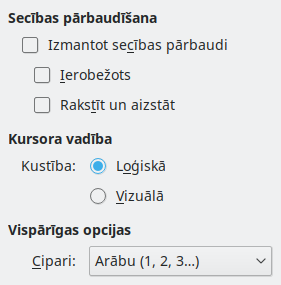 Secības pārbaudīšana
Izmantot secības pārbaudi
Ierobežots
Rakstīt un aizstāt
Kursora vadība
Kustība:
Loģiskā
Vizuālā
Vispārīgas opcijas
Cipari: Arābu (1, 2, 3...)